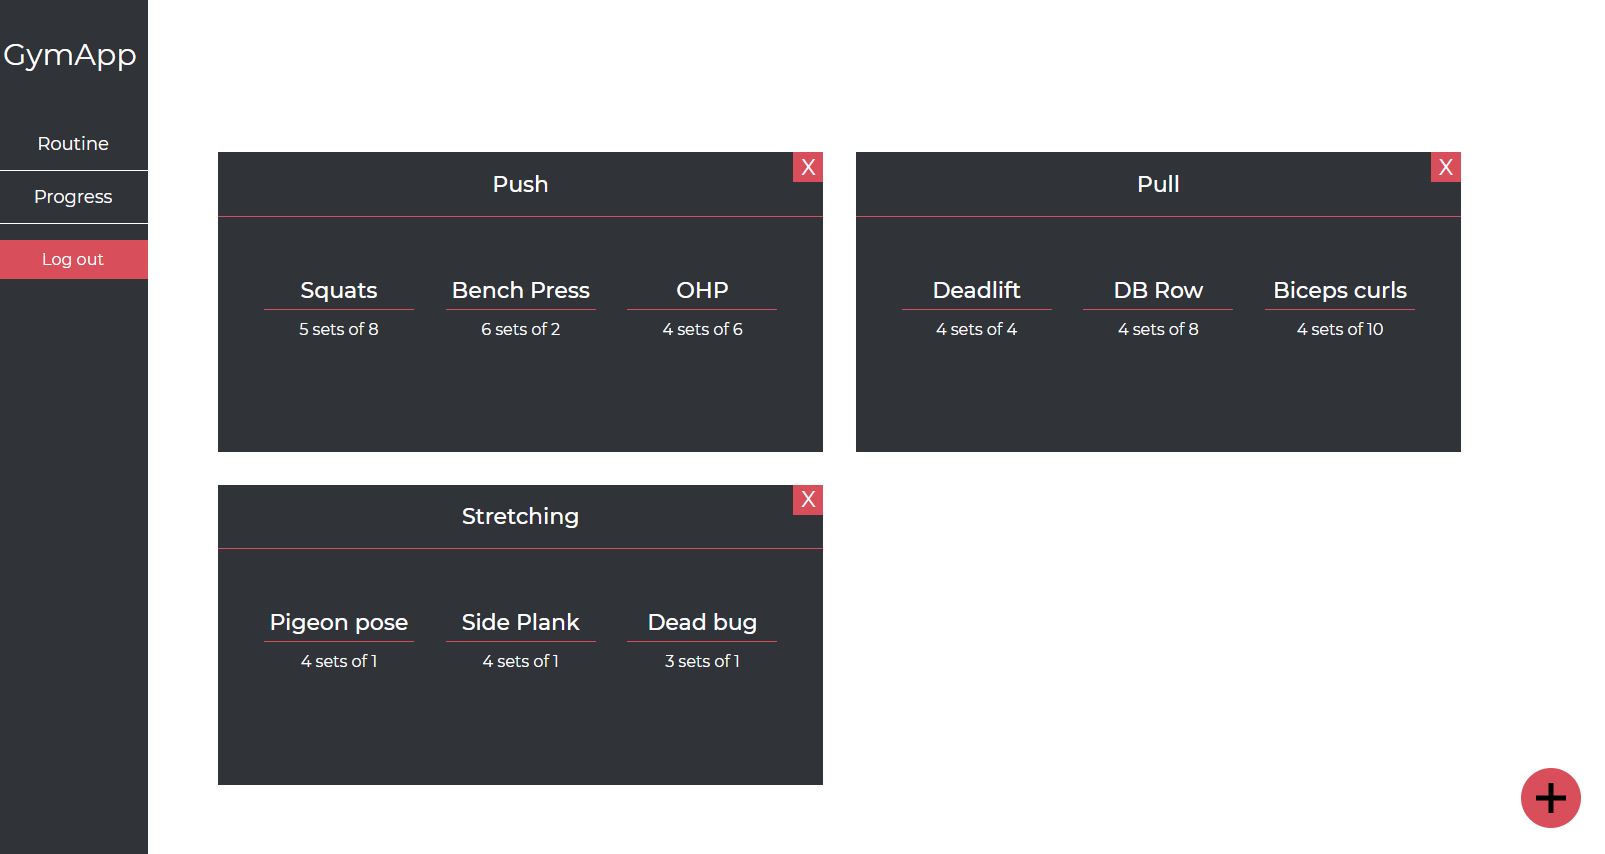 GymApp
Routine
Progress
Log out
Push
X
Squats
5 sets of 8
Bench Press
6 sets of 2
OHP
4 sets of 6
Pull
X
Deadlift
4 sets of 4
DB Row
4 sets of 8
Biceps curls
4 sets of 10
Stretching
X
Pigeon pose
4 sets of 1
Side Plank
4 sets of 1
Dead bug
3 sets of 1